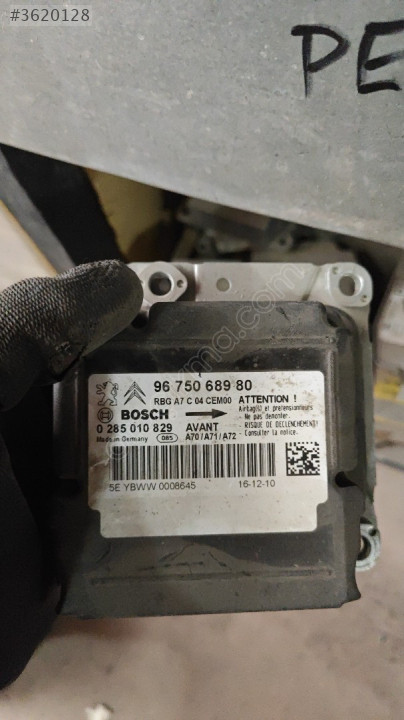 #3620128
PE
96 750 689 80
RBG A7 C 04 CEM00
ATTENTION !
BOSCH
Airbag(s) et pretensionneurs
Ne pas demonter.
RISQUE DE DECLENCHEMENT!
Consulter la notice.
0 285 010 829
AVANT
Made in Germany
085
A70/A71/A72
5E YBWW 0008645
16-12-10